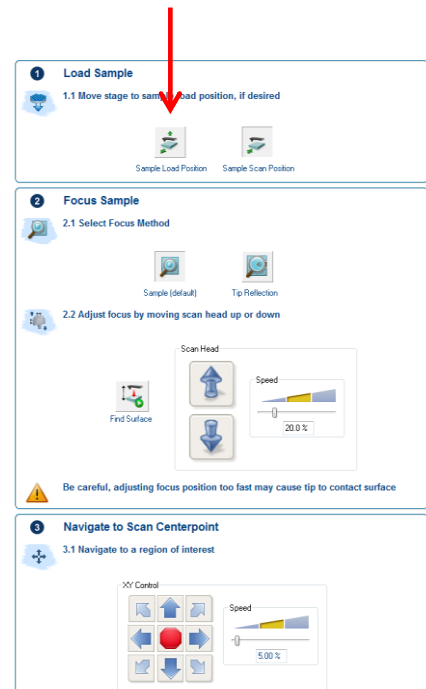 1 Load Sample
1.1 Move stage to sample load position, if desired
Sample Load Position Sample Scan Position
2 Focus Sample
2.1 Select Focus Method
Sample (default) Tip Reflection
2.2 Adjust focus by moving scan head up or down
Scan Head
Speed
Find Surface
20.0 %
Be careful, adjusting focus position too fast may cause tip to contact surface
3 Navigate to Scan Centerpoint
3.1 Navigate to a region of interest
XY Control
Speed
5.00 %